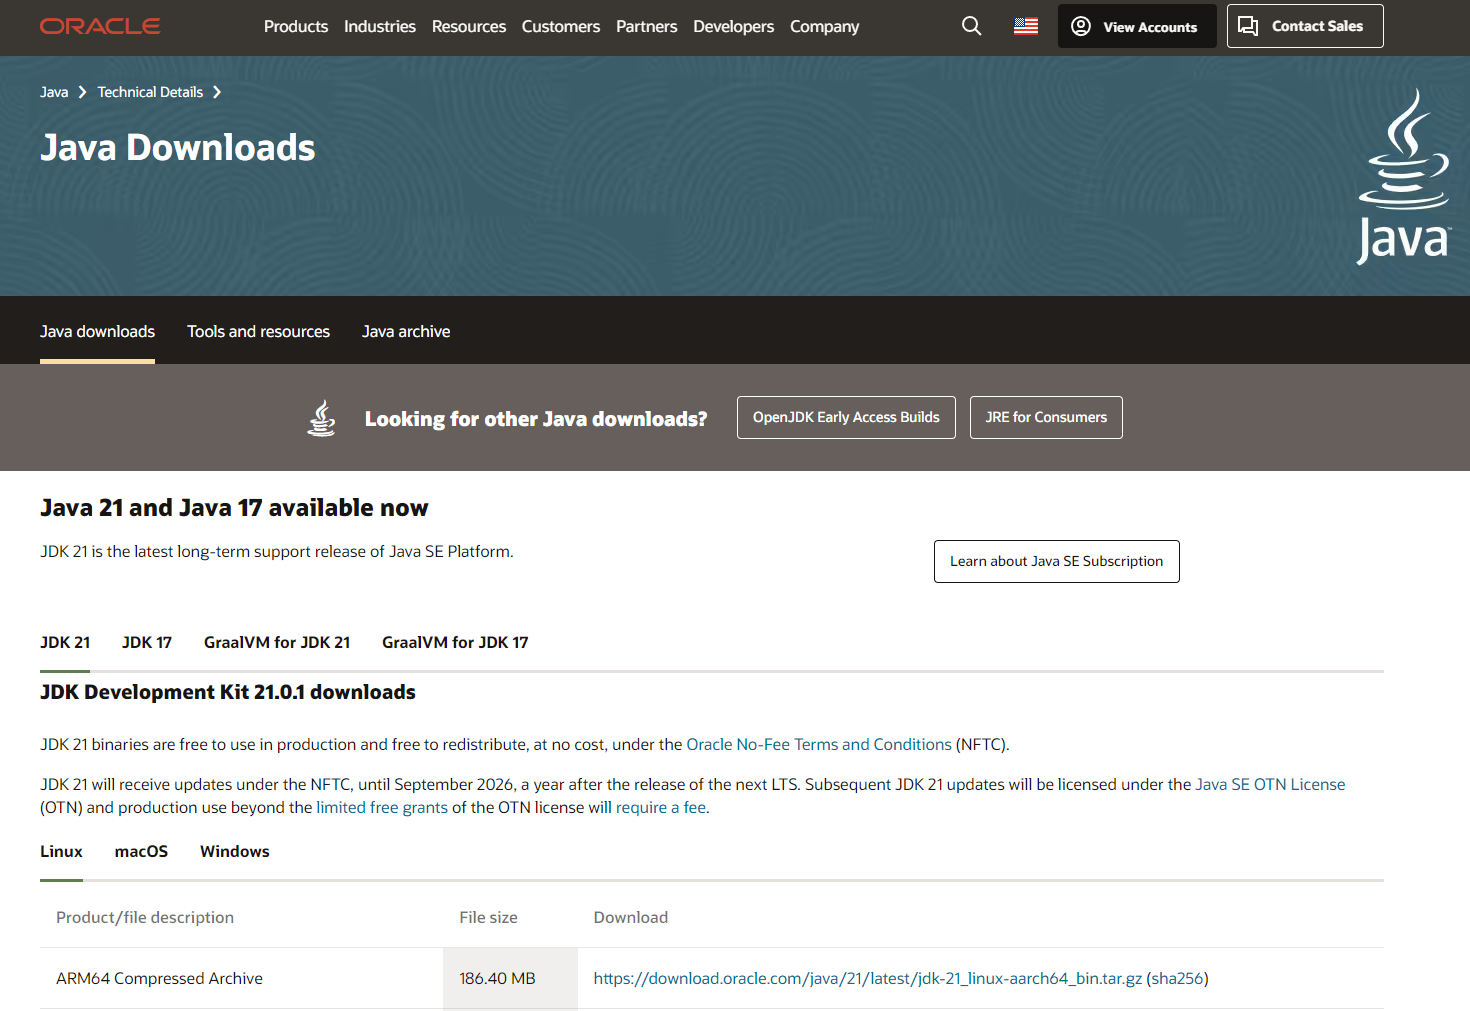 ORACLE
Products Industries Resources Customers Partners Developers Company
View Accounts
Contact Sales
Java Technical Details
Java Downloads
Java™
Java downloads Tools and resources Java archive
Looking for other Java downloads?
OpenJDK Early Access Builds
JRE for Consumers
Java 21 and Java 17 available now
JDK 21 is the latest long-term support release of Java SE Platform.
Learn about Java SE Subscription
JDK 21 JDK 17 GraalVM for JDK 21 GraalVM for JDK 17
JDK Development Kit 21.0.1 downloads
JDK 21 binaries are free to use in production and free to redistribute, at no cost, under the Oracle No-Fee Terms and Conditions (NFTC).
JDK 21 will receive updates under the NFTC, until September 2026, a year after the release of the next LTS. Subsequent JDK 21 updates will be licensed under the Java SE OTN License
(OTN) and production use beyond the limited free grants of the OTN license will require a fee.
Linux macOS Windows
Product/file description File size Download
ARM64 Compressed Archive 186.40 MB https://download.oracle.com/java/21/latest/jdk-21_linux-aarch64_bin.tar.gz (sha256)